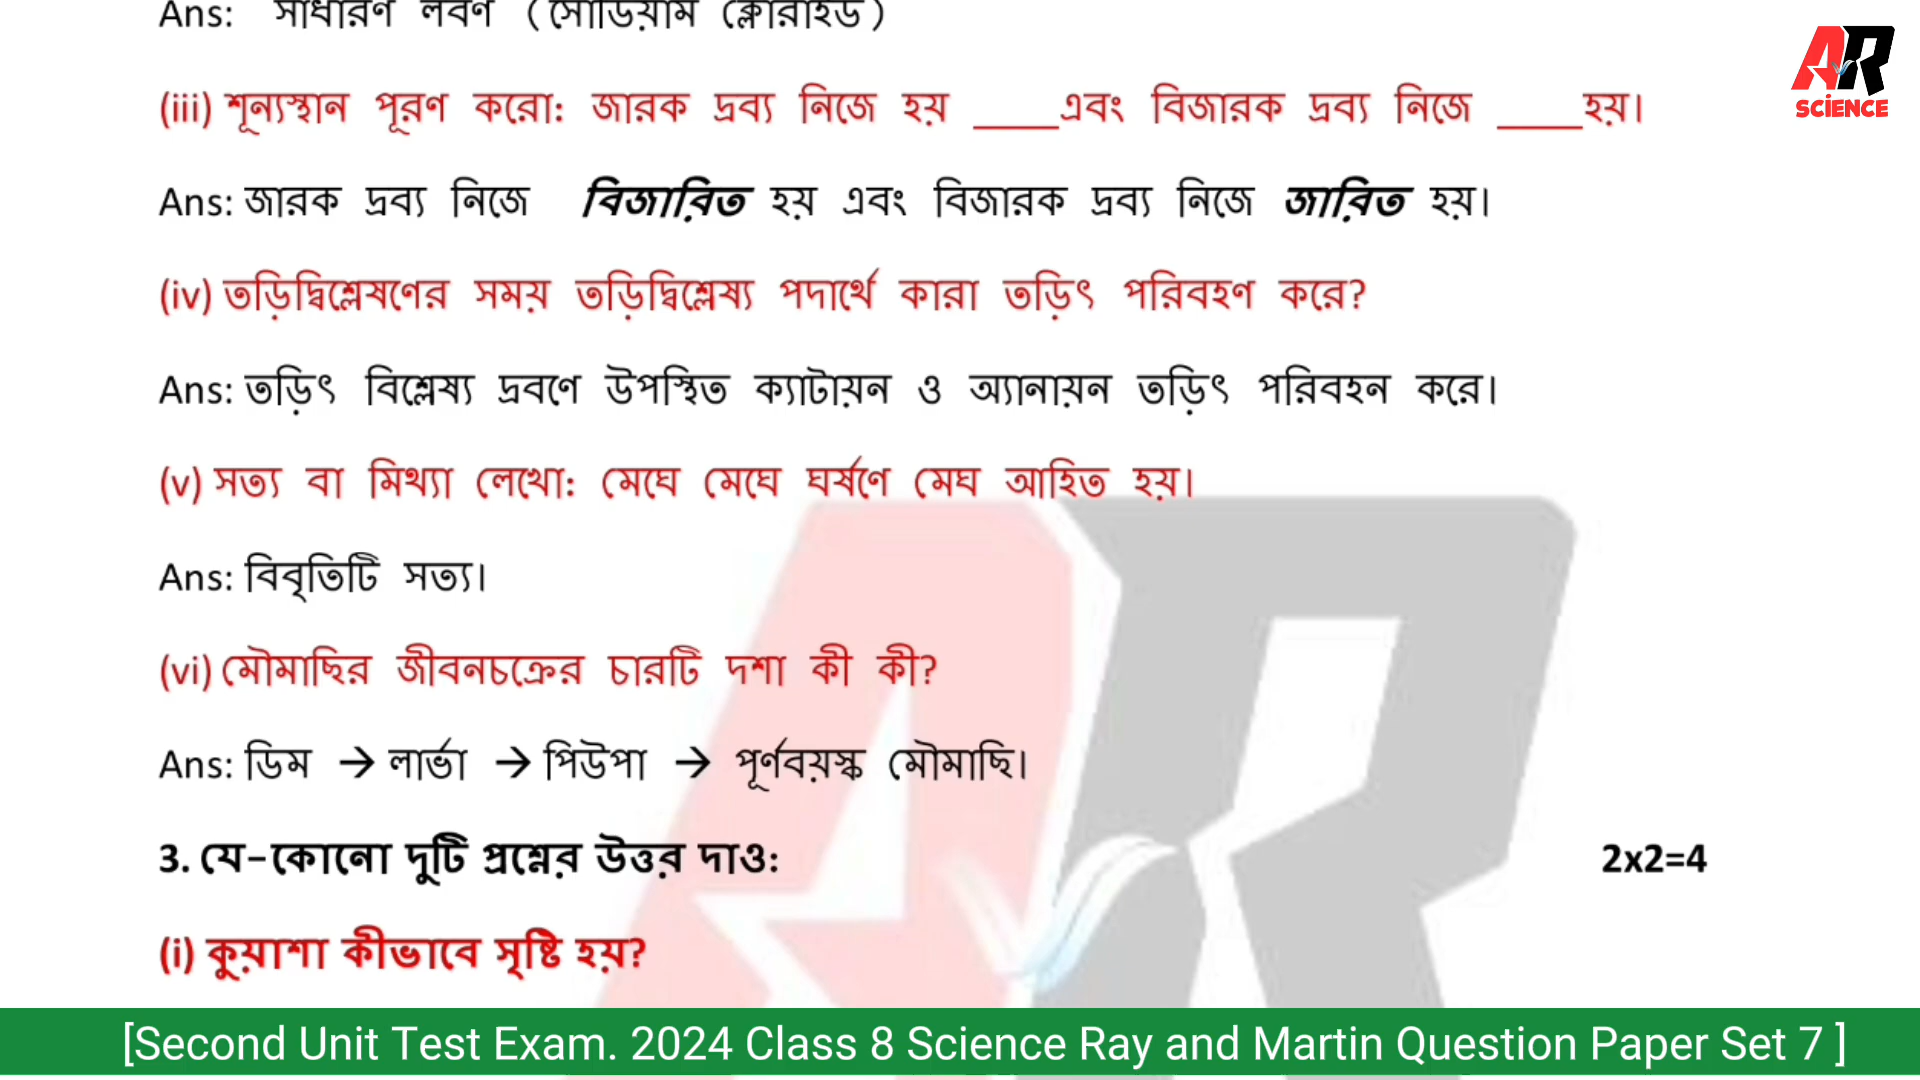 Ans: সাধারণ লবণ (সোডিয়াম ক্লোরাইড)
AR
SCIENCE
(iii) শূন্যস্থান পূরণ করো: জারক দ্রব্য নিজে হয় ____এবং বিজারক দ্রব্য নিজে ____হয়।
Ans: জারক দ্রব্য নিজে বিজারিত হয় এবং বিজারক দ্রব্য নিজে জারিত হয়।
(iv) তড়িদ্বিশ্লেষণের সময় তড়িদ্বিশ্লেষ্য পদার্থে কারা তড়িৎ পরিবহণ করে?
Ans: তড়িৎ বিশ্লেষ্য দ্রবণে উপস্থিত ক্যাটায়ন ও অ্যানায়ন তড়িৎ পরিবহন করে।
(v) সত্য বা মিথ্যা লেখো: মেঘে মেঘে ঘর্ষণে মেঘ আহিত হয়।
Ans: বিবৃতিটি সত্য।
(vi) মৌমাছির জীবনচক্রের চারটি দশা কী কী?
Ans: ডিম → লার্ভা → পিউপা → পূর্ণবয়স্ক মৌমাছি।
3. যে-কোনো দুটি প্রশ্নের উত্তর দাও: 2x2=4
(i) কুয়াশা কীভাবে সৃষ্টি হয়?
[Second Unit Test Exam. 2024 Class 8 Science Ray and Martin Question Paper Set 7 ]